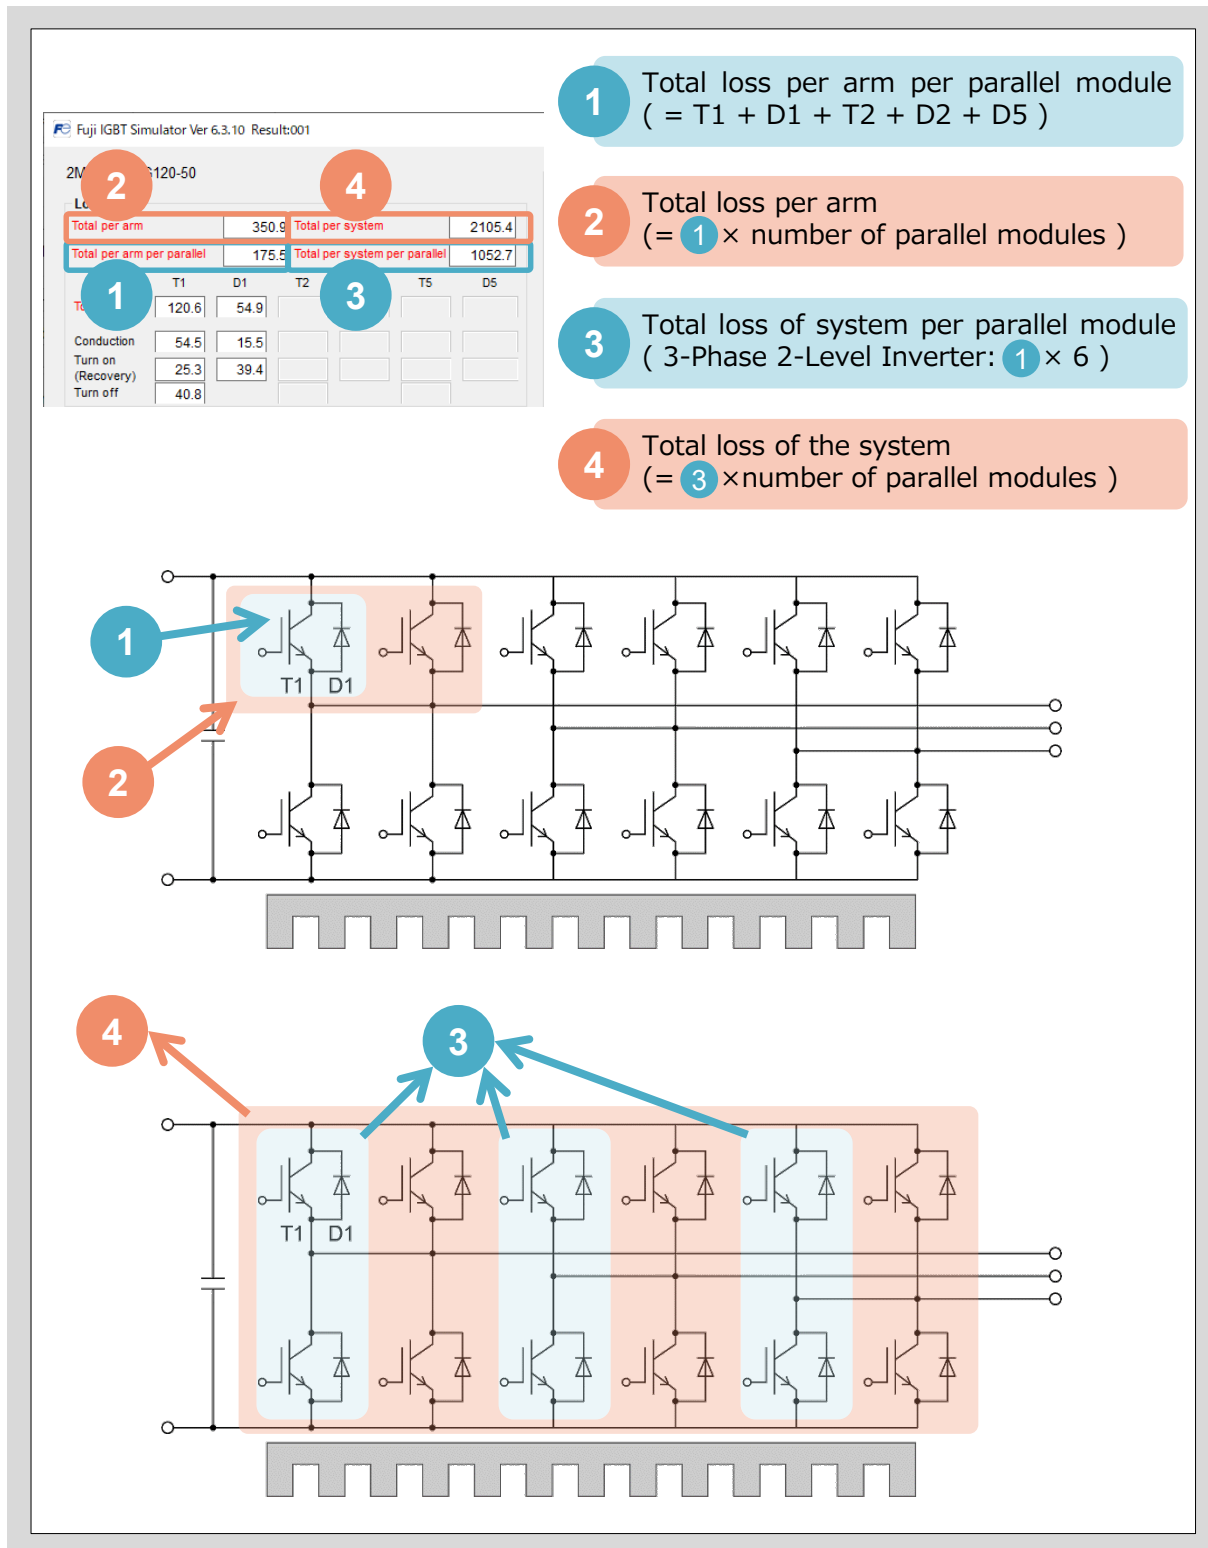 1
Total loss per arm per parallel module
( = T1 + D1 + T2 + D2 + D5 )
2
Total loss per arm
(= 1 × number of parallel modules )
3
Total loss of system per parallel module
( 3-Phase 2-Level Inverter: 1 × 6 )
4
Total loss of the system
(= 3 ×number of parallel modules )
Fe Fuji IGBT Simulator Ver 6.3.10 Result:001
120-50
2 4
Total per arm 350.9 Total per system 2105.4
Total per arm per parallel 175.5 Total per system per parallel 1052.7
1 3
T1 D1 T2 T5 D5
120.6 54.9
Conduction 54.5 15.5
Turn on
(Recovery) 25.3 39.4
Turn off 40.8
1
T1 D1
2
4
3
T1 D1